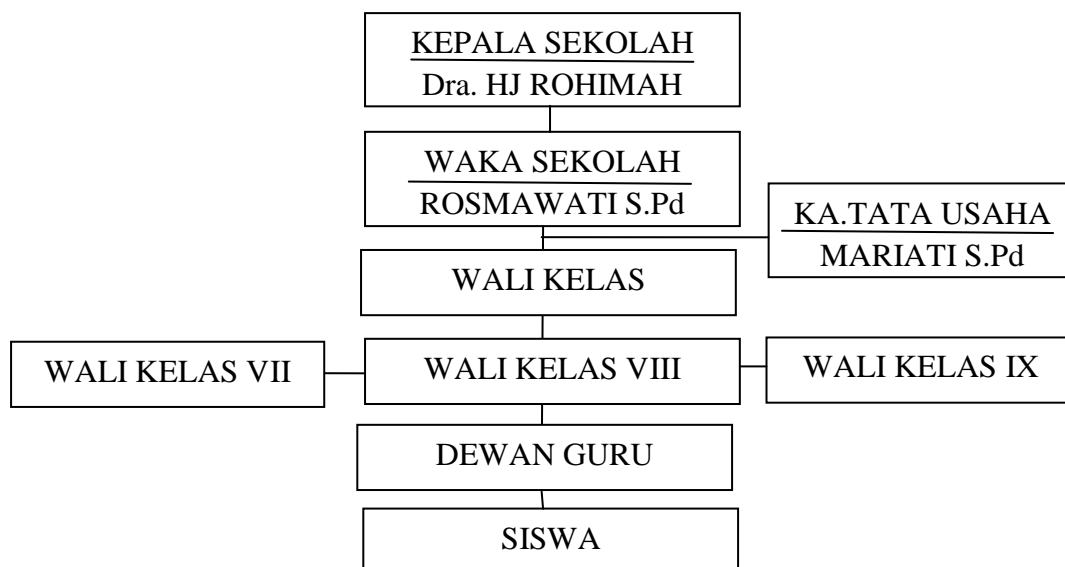 KEPALA SEKOLAH
Dra. HJ ROHIMAH
WAKA SEKOLAH
ROSMAWATI S.Pd
KA.TATA USAHA
MARIATI S.Pd
WALI KELAS
WALI KELAS VII
WALI KELAS VIII
WALI KELAS IX
DEWAN GURU
SISWA